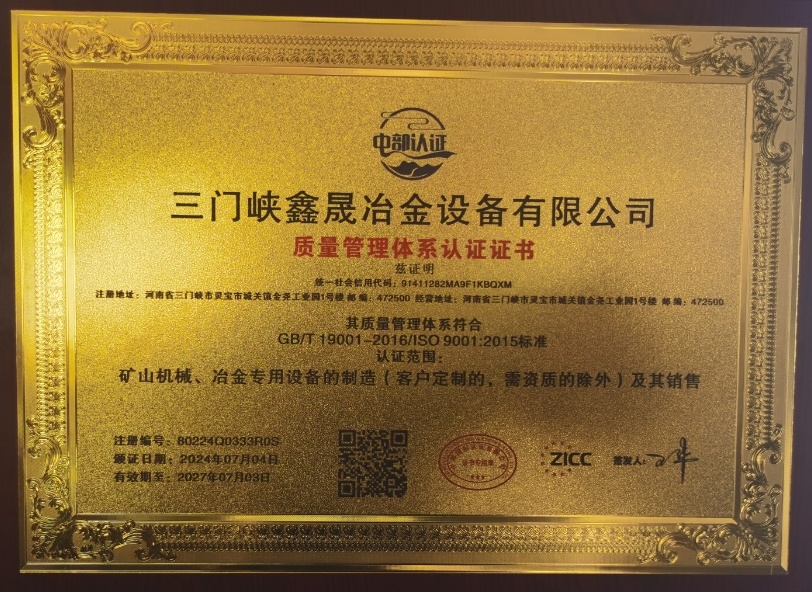 中部认证
三门峡鑫晟冶金设备有限公司
质量管理体系认证证书
兹证明
统一社会信用代码：91411282MA9F1KBQXM
注册地址：河南省三门峡市灵宝市城关镇金尧工业园1号楼 邮编：472500 经营地址：河南省三门峡市灵宝市城关镇金尧工业园1号楼 邮编：472500
其质量管理体系符合
GB/T 19001-2016/ISO 9001:2015标准
认证范围：
矿山机械、冶金专用设备的制造（客户定制的、需资质的除外）及其销售
注册编号：80224Q0333R0S
颁证日期：2024年07月04日
有效期至：2027年07月03日
ZICC
签发人：